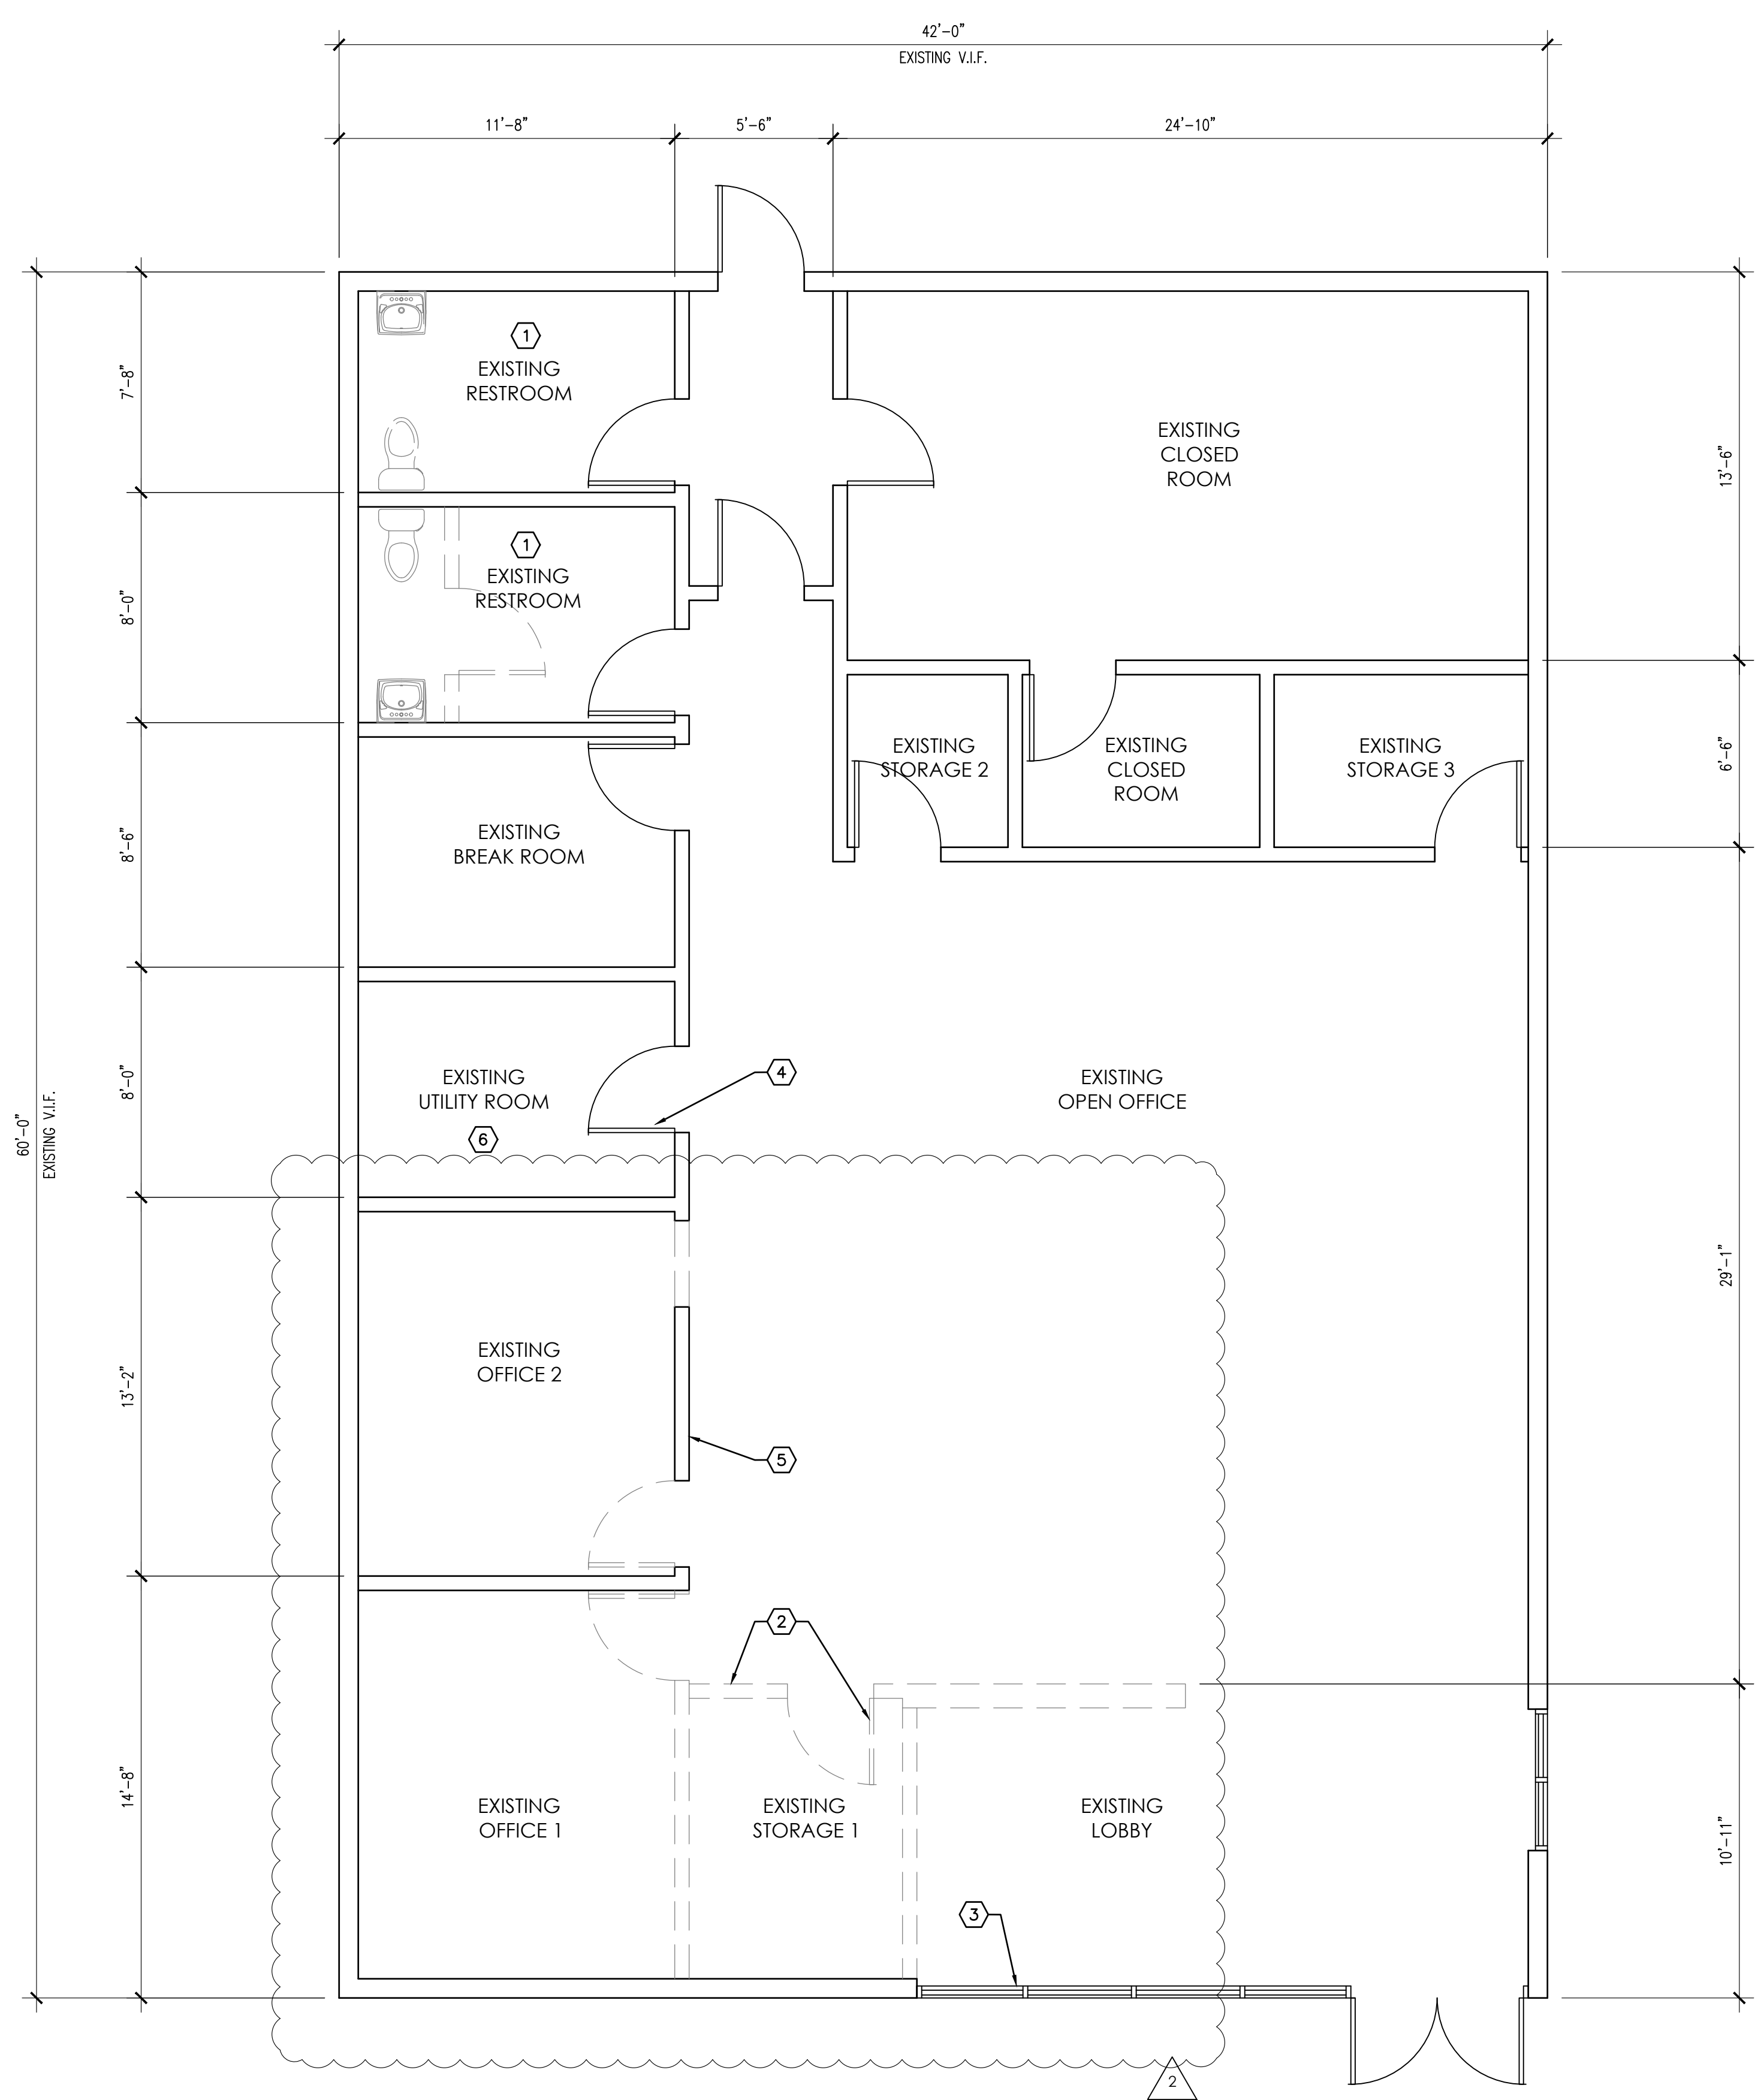 42'-0"
EXISTING V.I.F.
11'-8"
5'-6"
24'-10"
1
EXISTING
RESTROOM
7'-8"
EXISTING
CLOSED
ROOM
13'-6"
1
EXISTING
RESTROOM
8'-0"
EXISTING
STORAGE 2
EXISTING
CLOSED
ROOM
EXISTING
STORAGE 3
6'-6"
EXISTING
BREAK ROOM
8'-6"
EXISTING
UTILITY ROOM
6
4
8'-0"
EXISTING
OPEN OFFICE
60'-0"
EXISTING V.I.F.
29'-1"
EXISTING
OFFICE 2
13'-2"
5
2
EXISTING
OFFICE 1
14'-8"
EXISTING
STORAGE 1
EXISTING
LOBBY
10'-11"
3
2